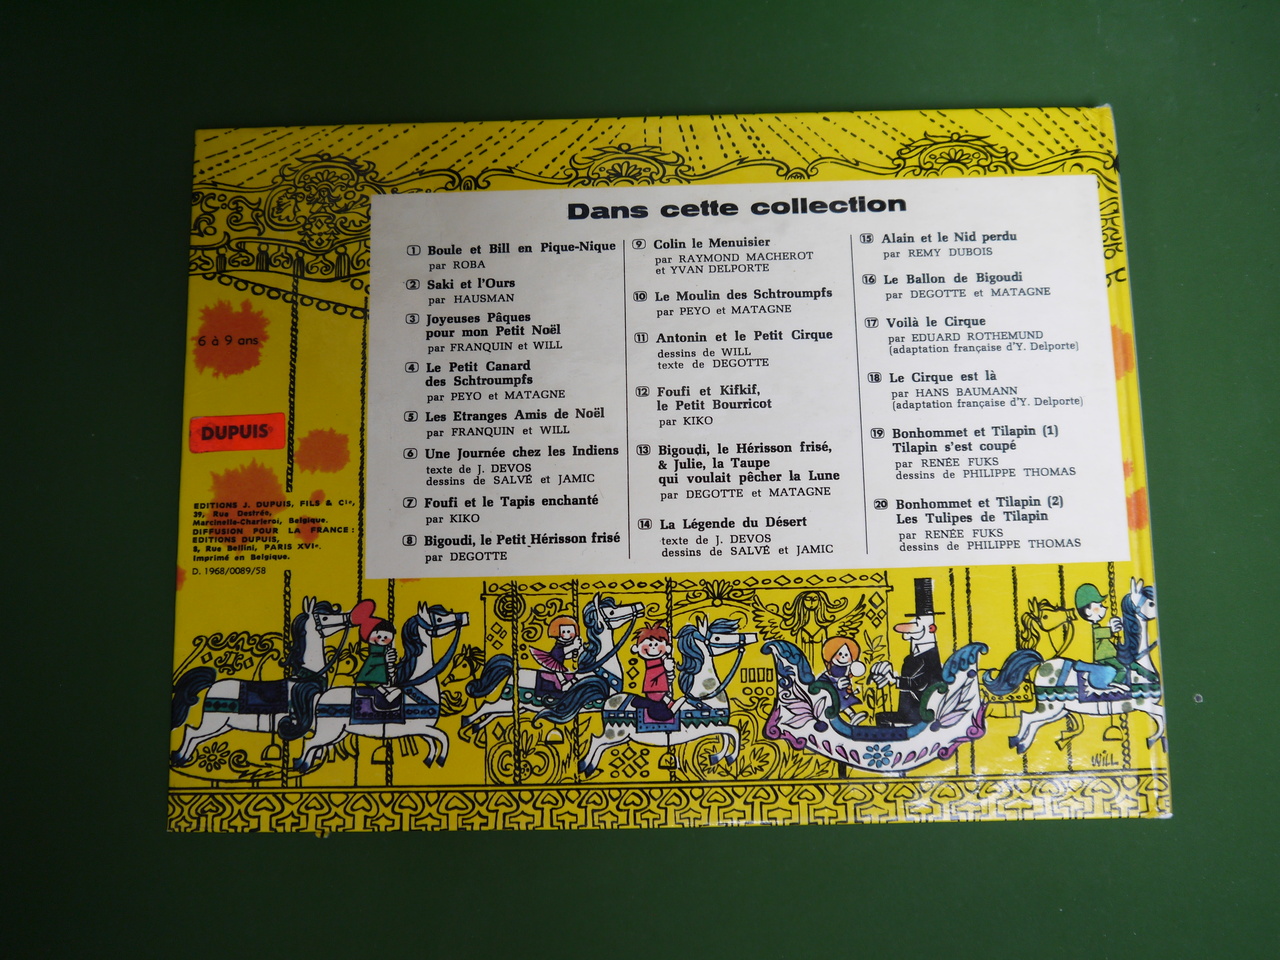 Dans cette collection
1 Boule et Bill en Pique-Nique
par ROBA
2 Saki et l'Ours
par HAUSMAN
3 Joyeuses Pâques
pour mon Petit Noël
par FRANQUIN et WILL
4 Le Petit Canard
des Schtroumpfs
par PEYO et MATAGNE
5 Les Etranges Amis de Noël
par FRANQUIN et WILL
6 Une Journée chez les Indiens
texte de J. DEVOS
dessins de SALVÉ et JAMIC
7 Foufi et le Tapis enchanté
par KIKO
8 Bigoudi, le Petit Hérisson frisé
par DEGOTTE
9 Colin le Menuisier
par RAYMOND MACHEROT
et YVAN DELPORTE
10 Le Moulin des Schtroumpfs
par PEYO et MATAGNE
11 Antonin et le Petit Cirque
dessins de WILL
texte de DEGOTTE
12 Foufi et Kifkif,
le Petit Bourricot
par KIKO
13 Bigoudi, le Hérisson frisé,
& Julie, la Taupe
qui voulait pêcher la Lune
par DEGOTTE et MATAGNE
14 La Légende du Désert
texte de J. DEVOS
dessins de SALVÉ et JAMIC
15 Alain et le Nid perdu
par REMY DUBOIS
16 Le Ballon de Bigoudi
par DEGOTTE et MATAGNE
17 Voilà le Cirque
par EDUARD ROTHEMUND
(adaptation française d'Y. Delporte)
18 Le Cirque est là
par HANS BAUMANN
(adaptation française d'Y. Delporte)
19 Bonhommet et Tilapin (1)
Tilapin s'est coupé
par RENÉE FUKS
dessins de PHILIPPE THOMAS
20 Bonhommet et Tilapin (2)
Les Tulipes de Tilapin
par RENÉE FUKS
dessins de PHILIPPE THOMAS
6 à 9 ans
DUPUIS
EDITIONS J. DUPUIS, FILS & Cie,
39, Rue Destrée,
Marcinelle-Charleroi, Belgique.
DIFFUSION POUR LA FRANCE :
EDITIONS DUPUIS,
8, Rue Bellini, PARIS XVIe.
Imprimé en Belgique.
D. 1968/0089/58
WILL